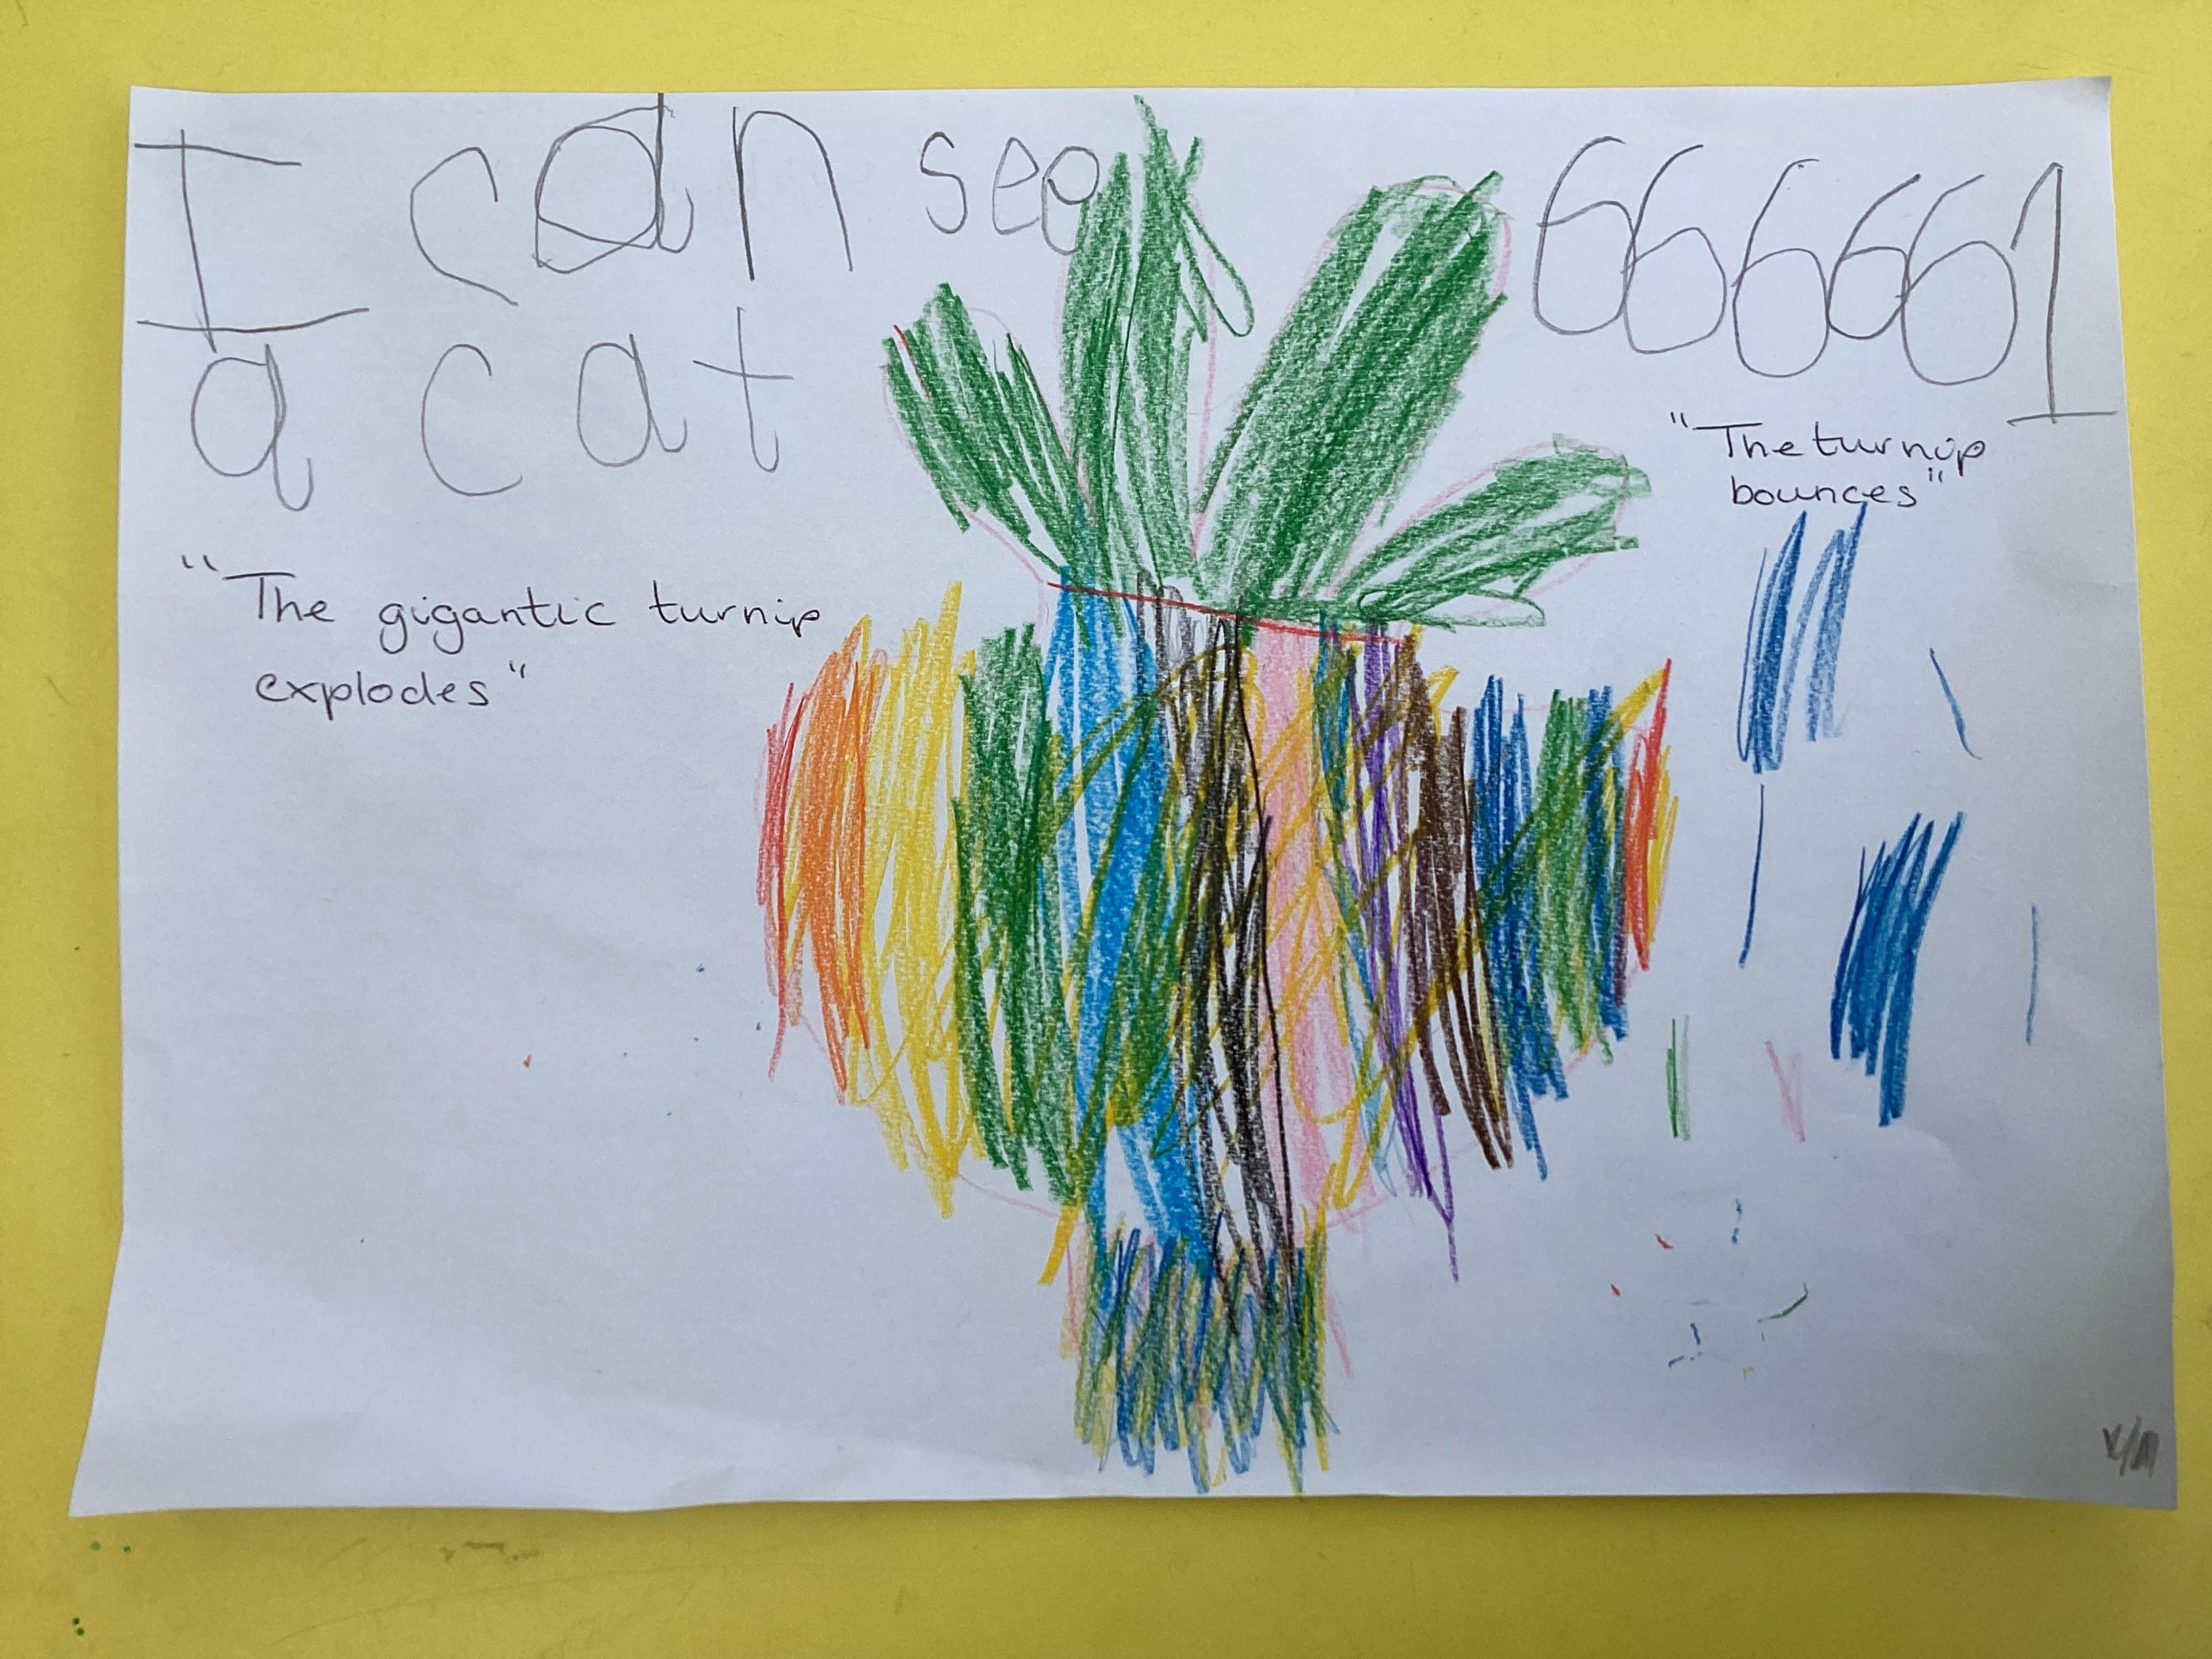 I can see
a cat
666661
"The turnip
bounces"
"The gigantic turnip
explodes"